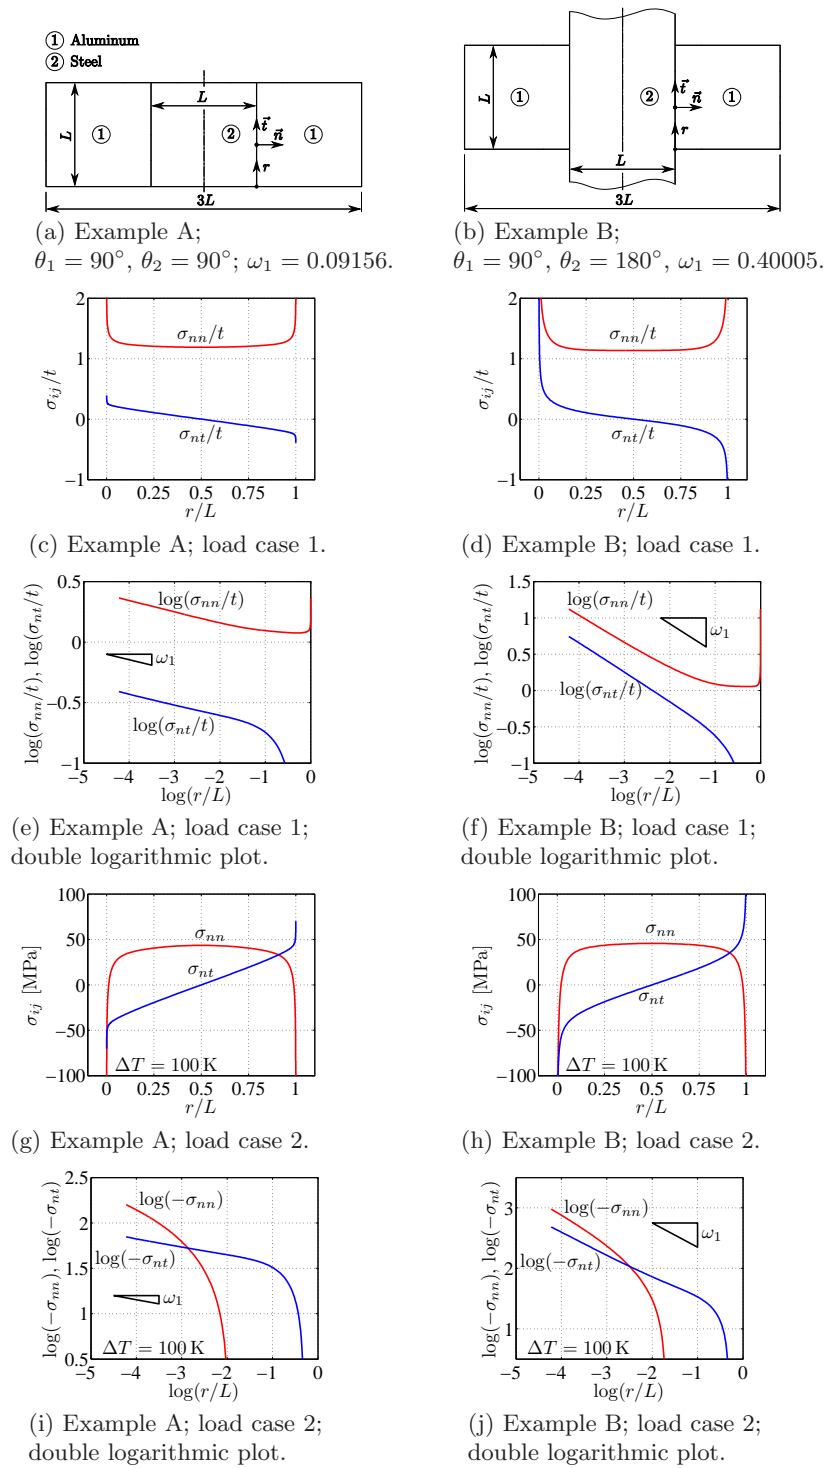 ① Aluminum
② Steel
L
L
① ② ①
t⃗
n⃗
r
3L
(a) Example A;
θ₁ = 90°, θ₂ = 90°; ω₁ = 0.09156.
L
① ② ①
t⃗
n⃗
r
L
3L
(b) Example B;
θ₁ = 90°, θ₂ = 180°, ω₁ = 0.40005.
2
1
0
−1
σᵢⱼ/t
σₙₙ/t
σₙₜ/t
0 0.25 0.5 0.75 1
r/L
(c) Example A; load case 1.
2
1
0
−1
σᵢⱼ/t
σₙₙ/t
σₙₜ/t
0 0.25 0.5 0.75 1
r/L
(d) Example B; load case 1.
0.5
0
−0.5
−1
log(σₙₙ/t), log(σₙₜ/t)
log(σₙₙ/t)
ω₁
log(σₙₜ/t)
−5 −4 −3 −2 −1 0
log(r/L)
(e) Example A; load case 1;
double logarithmic plot.
1.5
1
0.5
0
−0.5
−1
log(σₙₙ/t), log(σₙₜ/t)
log(σₙₙ/t)
ω₁
log(σₙₜ/t)
−5 −4 −3 −2 −1 0
log(r/L)
(f) Example B; load case 1;
double logarithmic plot.
100
50
0
−50
−100
σᵢⱼ [MPa]
σₙₙ
σₙₜ
ΔT = 100 K
0 0.25 0.5 0.75 1
r/L
(g) Example A; load case 2.
100
50
0
−50
−100
σᵢⱼ [MPa]
σₙₙ
σₙₜ
ΔT = 100 K
0 0.25 0.5 0.75 1
r/L
(h) Example B; load case 2.
2.5
2
1.5
1
0.5
log(−σₙₙ), log(−σₙₜ)
log(−σₙₙ)
log(−σₙₜ)
ω₁
ΔT = 100 K
−5 −4 −3 −2 −1 0
log(r/L)
(i) Example A; load case 2;
double logarithmic plot.
3
2
1
log(−σₙₙ), log(−σₙₜ)
log(−σₙₙ)
ω₁
log(−σₙₜ)
ΔT = 100 K
−5 −4 −3 −2 −1 0
log(r/L)
(j) Example B; load case 2;
double logarithmic plot.